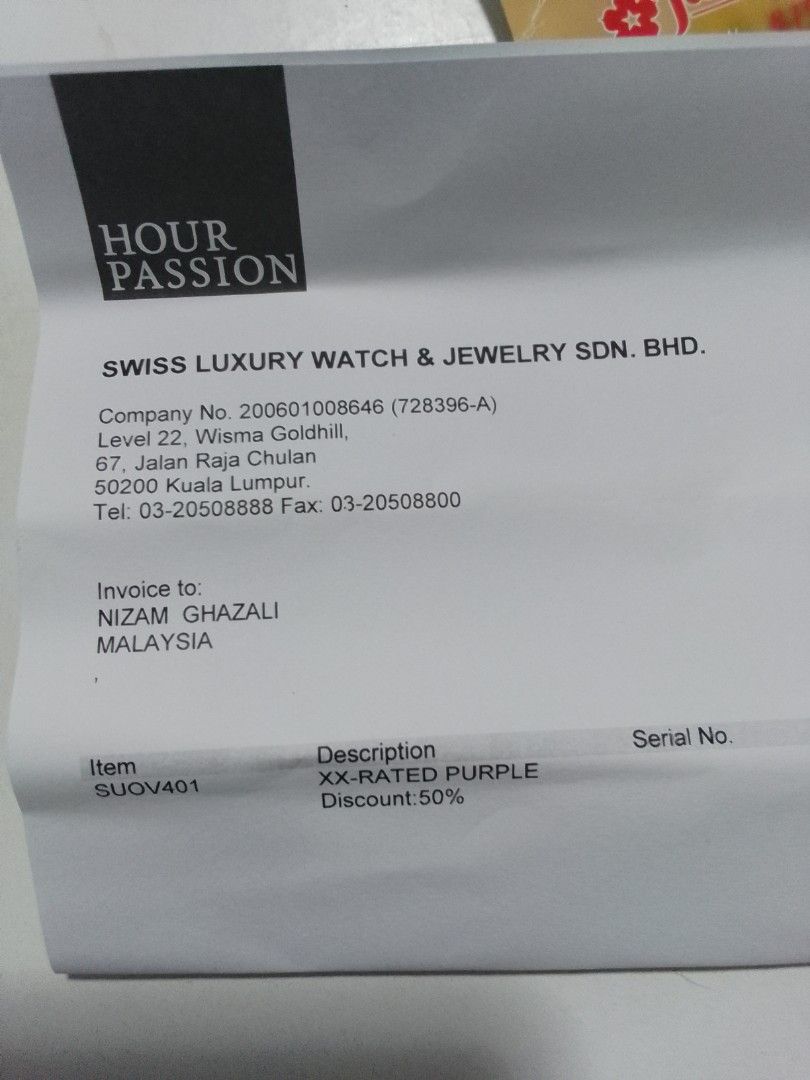 HOUR
PASSION
SWISS LUXURY WATCH & JEWELRY SDN. BHD.
Company No. 200601008646 (728396-A)
Level 22, Wisma Goldhill,
67, Jalan Raja Chulan
50200 Kuala Lumpur.
Tel: 03-20508888 Fax: 03-20508800
Invoice to:
NIZAM GHAZALI
MALAYSIA
,
Item Description Serial No.
SUOV401 XX-RATED PURPLE
Discount:50%